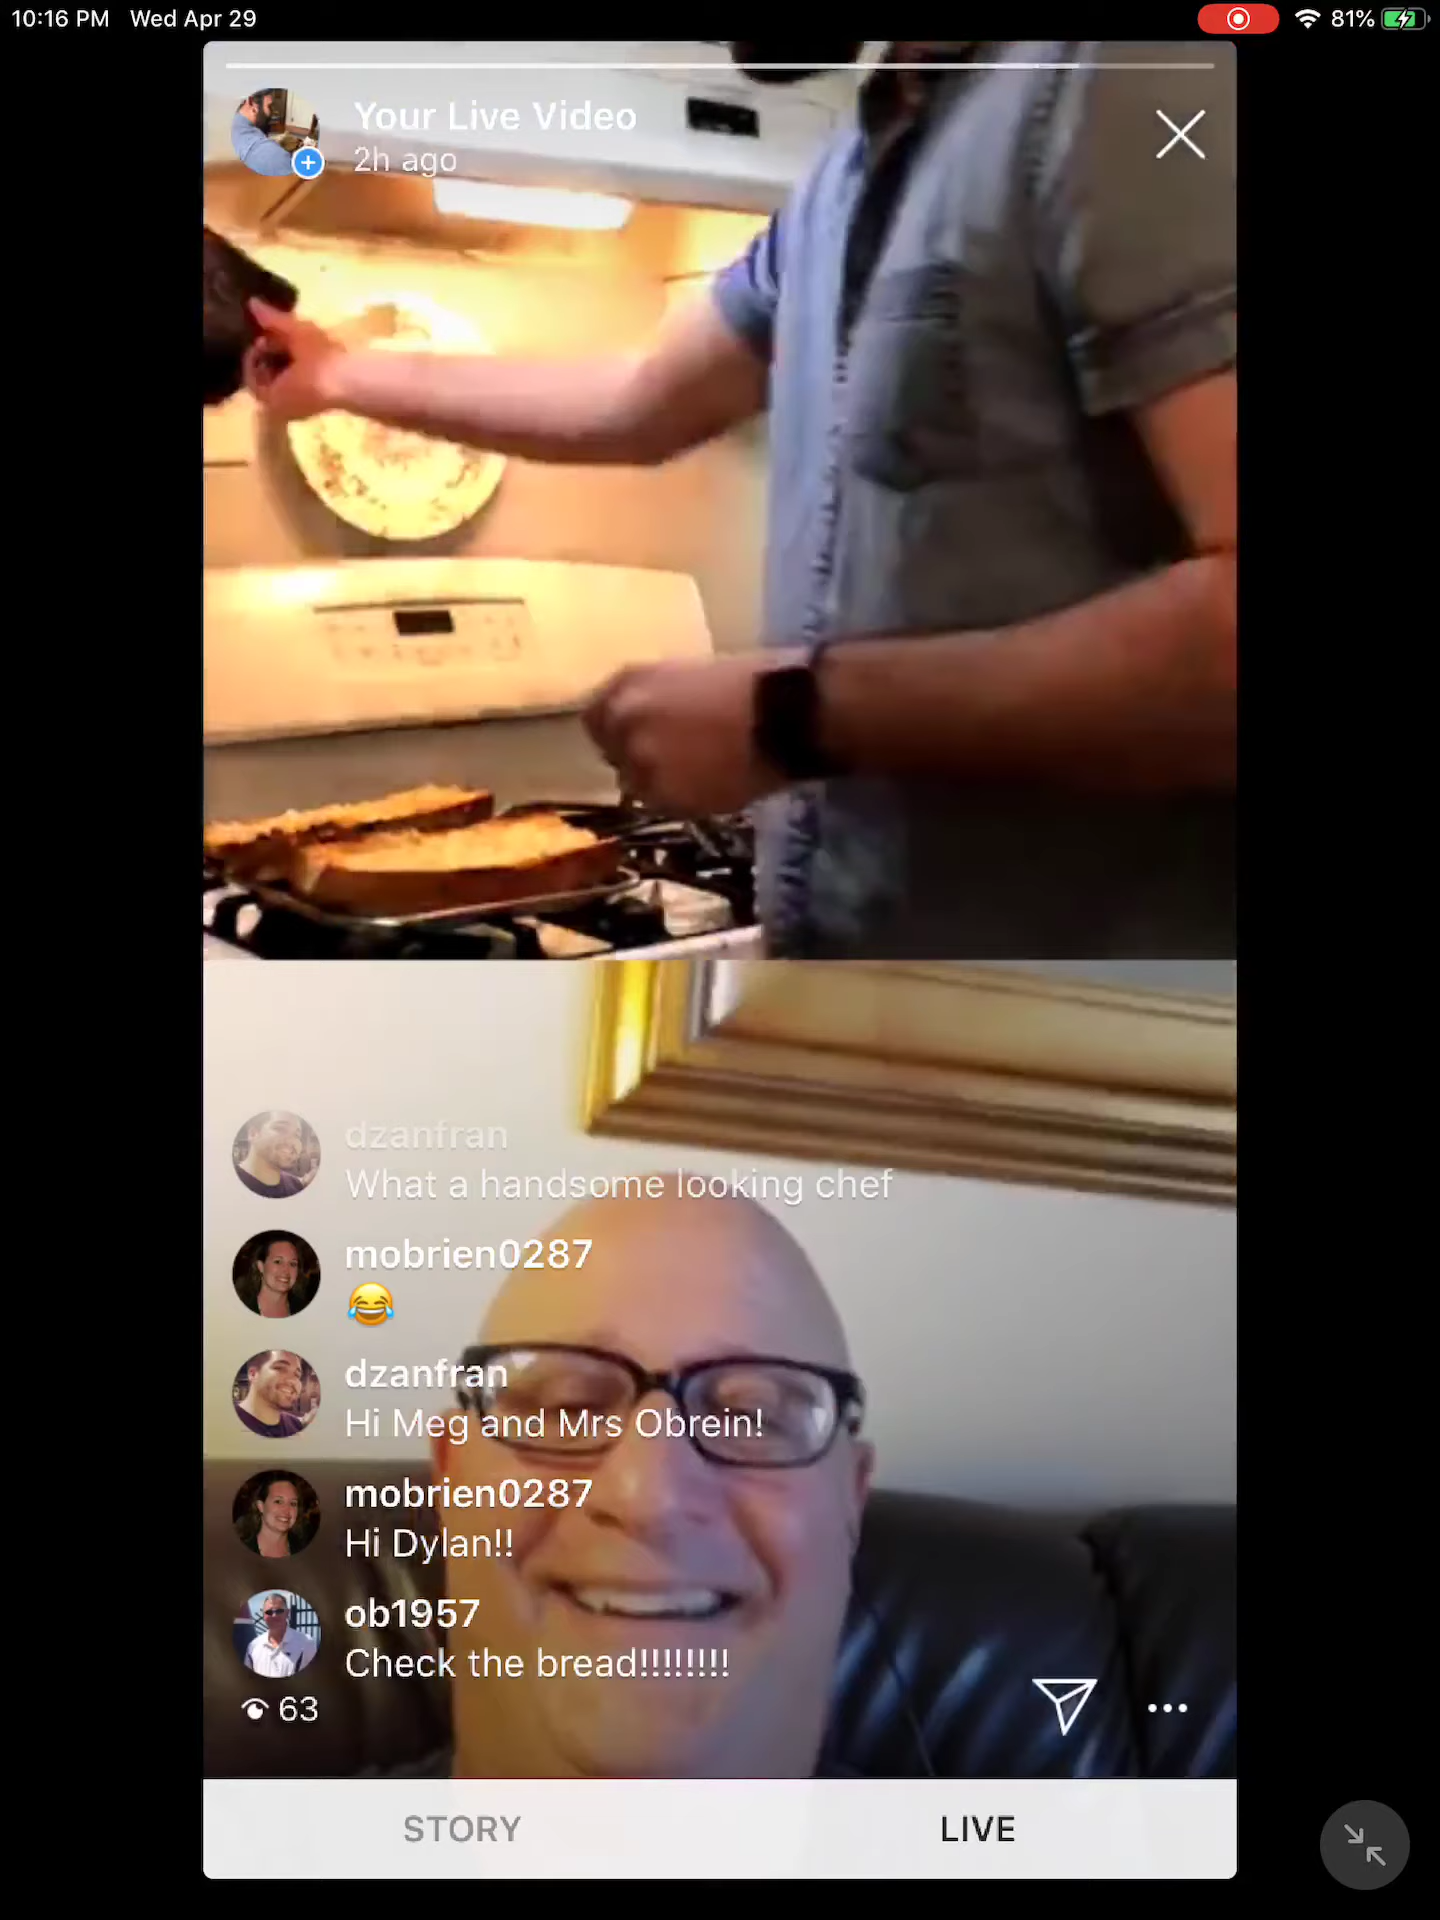 10:16 PM Wed Apr 29
81%
Your Live Video
2h ago
dzanfran
What a handsome looking chef
mobrien0287
😂
dzanfran
Hi Meg and Mrs Obrein!
mobrien0287
Hi Dylan!!
ob1957
Check the bread!!!!!!!!
63
STORY
LIVE